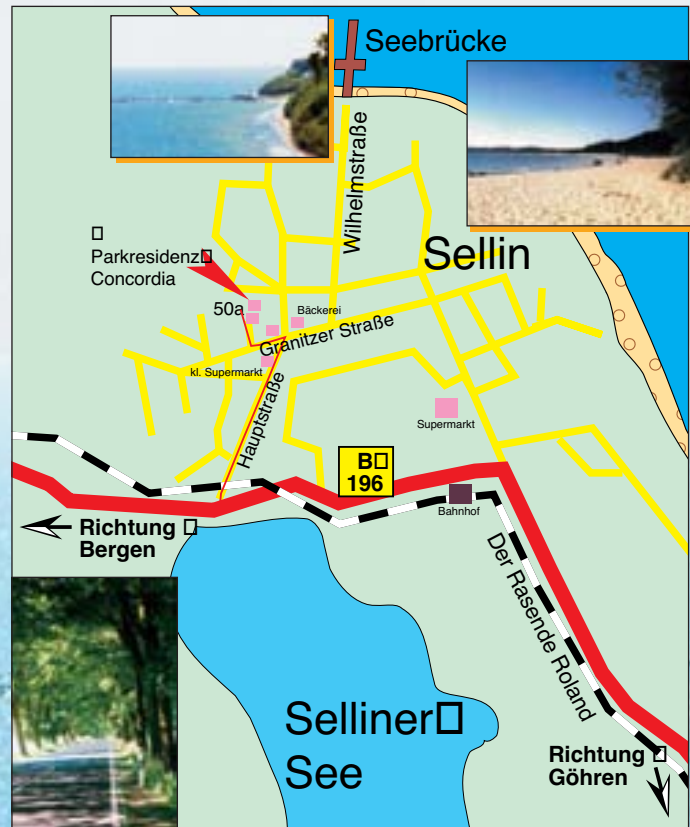 Seebrücke
Wilhelmstraße
Sellin
Parkresidenz
Concordia
50a
Bäckerei
Granitzer Straße
kl. Supermarkt
Hauptstraße
Supermarkt
B
196
Bahnhof
Richtung
Bergen
Der Rasende Roland
Selliner
See
Richtung
Göhren